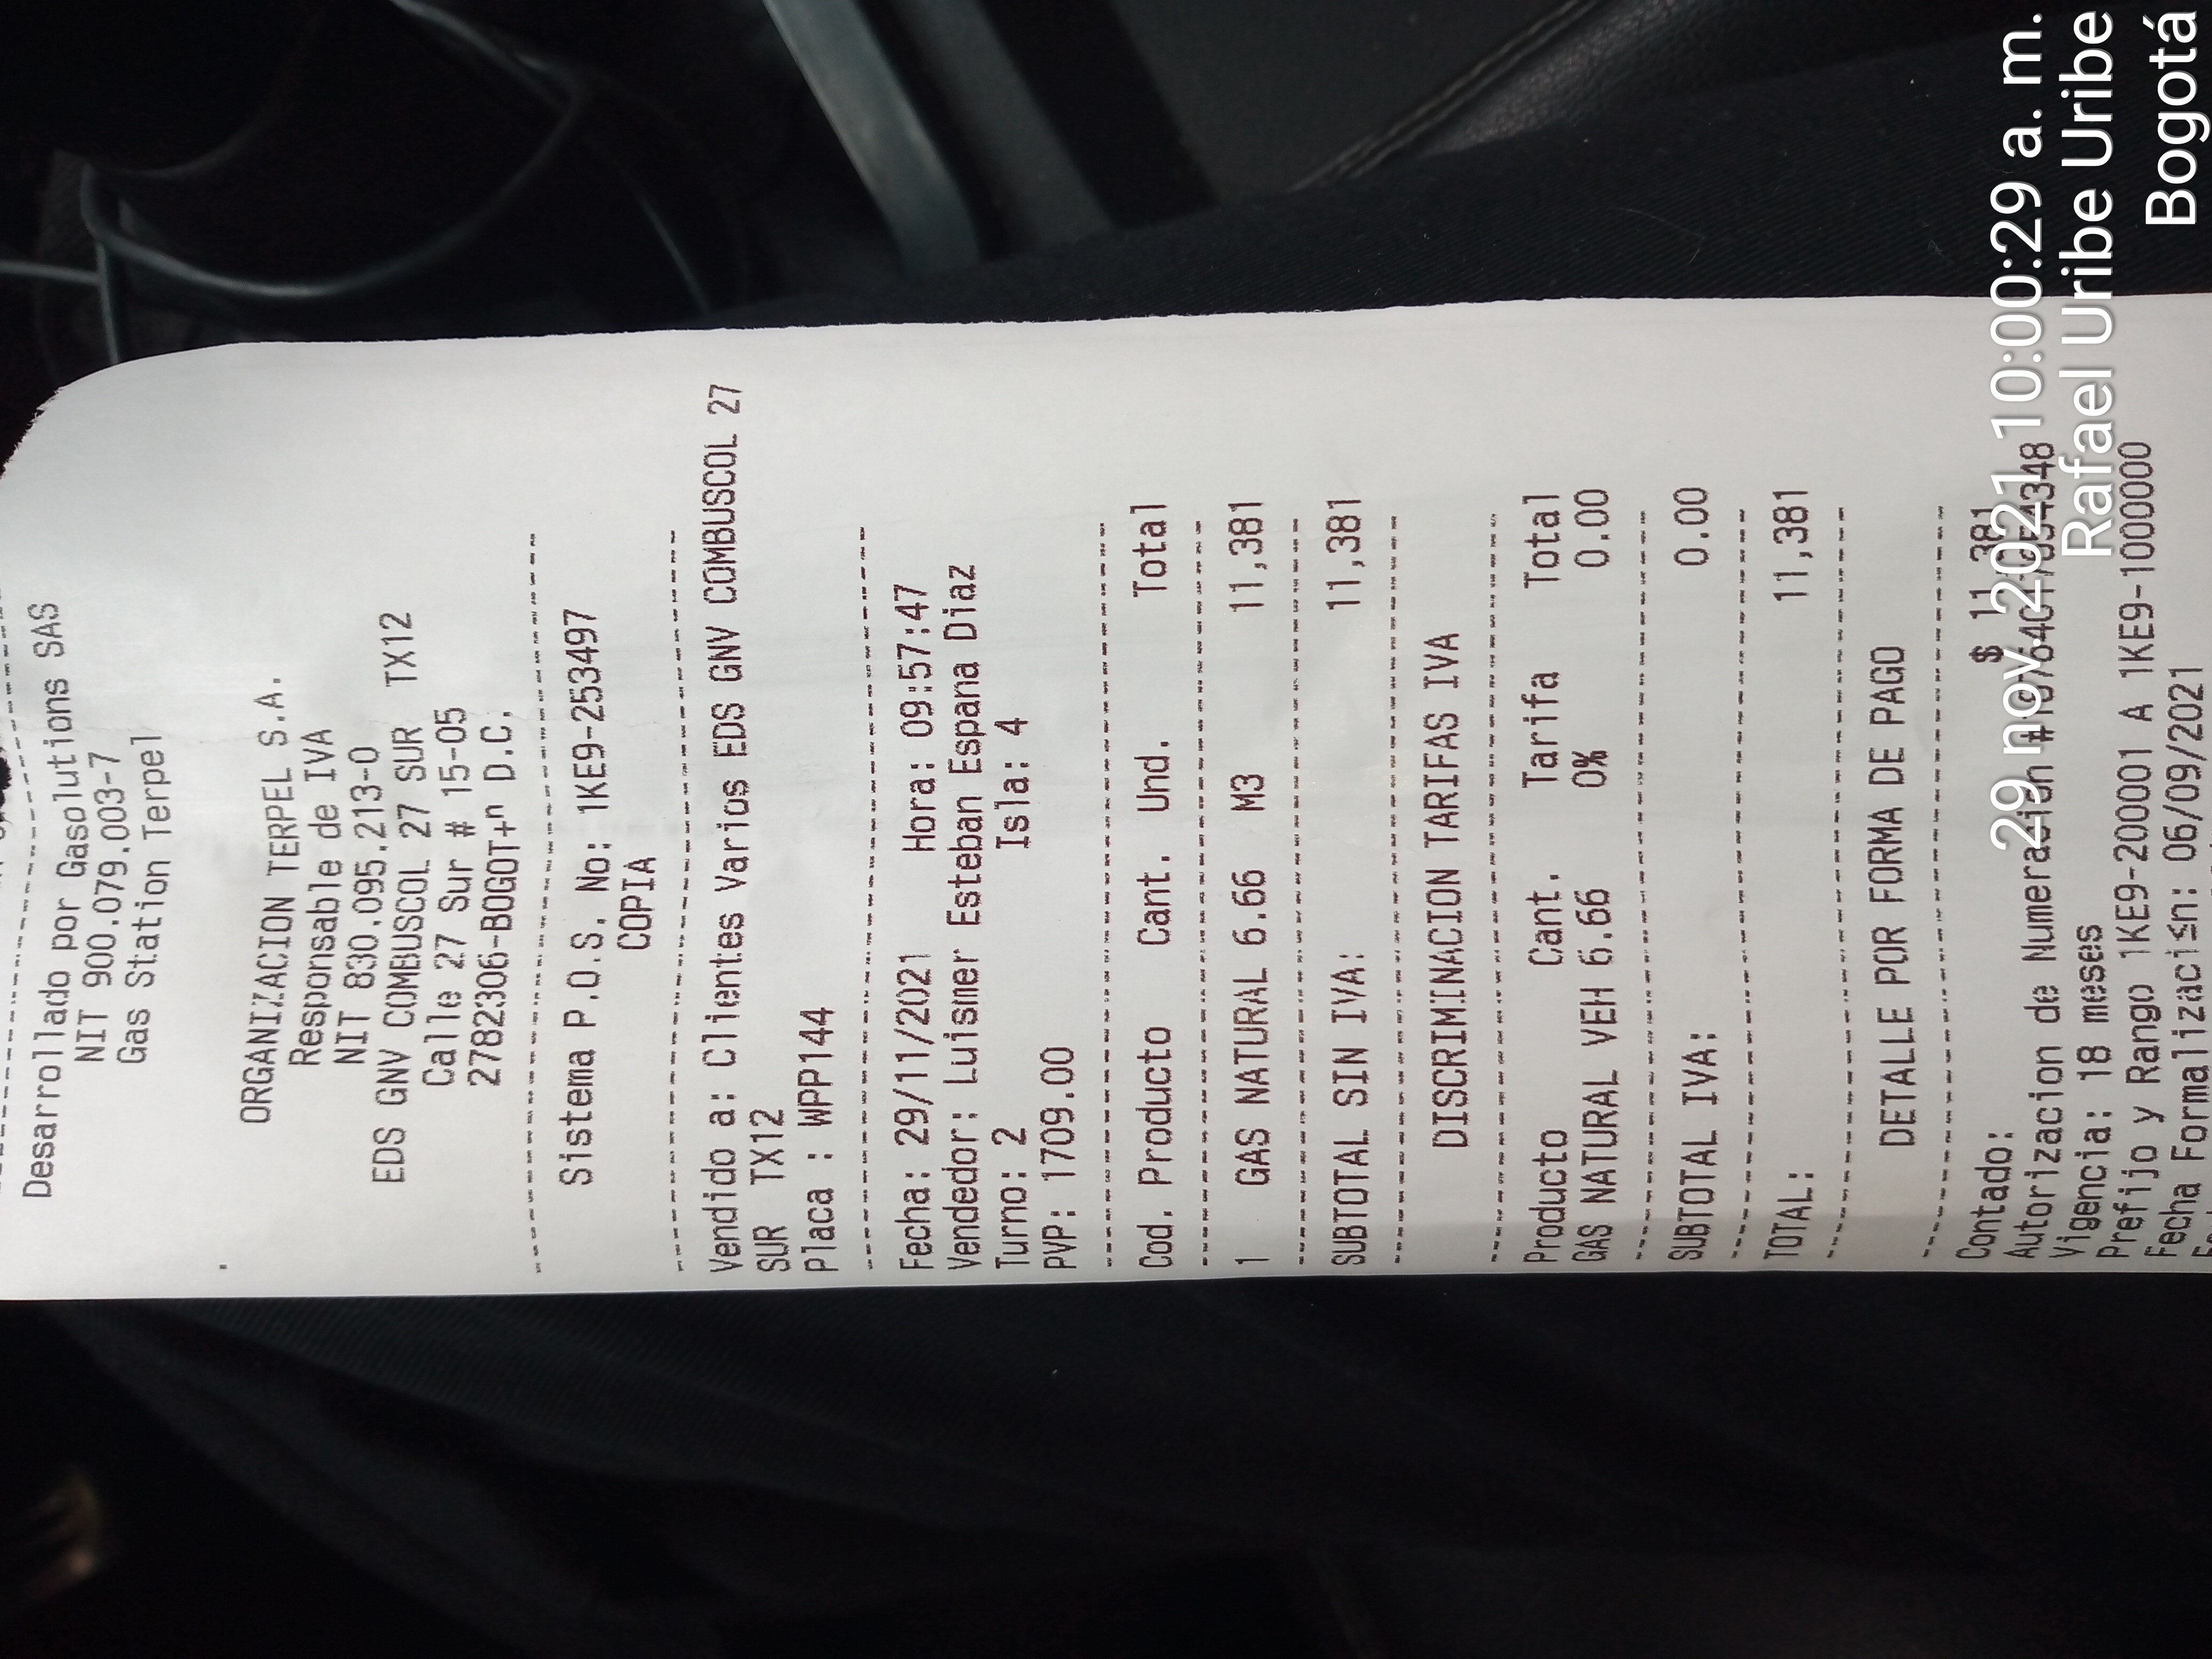 Desarrollado por Gasolutions SAS
NIT 900.079.003-7
Gas Station Terpel
ORGANIZACION TERPEL S.A.
Responsable de IVA
NIT 830.095.213-0
EDS GNV COMBUSCOL 27 SUR TX12
Calle 27 Sur # 15-05
2782306-BOGOT+ⁿ D.C.
Sistema P.O.S. No: 1KE9-253497
COPIA
Vendido a: Clientes Varios EDS GNV COMBUSCOL 27
SUR TX12
Placa : WPP144
Fecha: 29/11/2021 Hora: 09:57:47
Vendedor: Luismer Esteban Espana Diaz
Turno: 2 Isla: 4
PVP: 1709.00
Cod. Producto Cant. Und. Total
1 GAS NATURAL 6.66 M3 11,381
SUBTOTAL SIN IVA: 11,381
DISCRIMINACION TARIFAS IVA
Producto Cant. Tarifa Total
GAS NATURAL VEH 6.66 0% 0.00
SUBTOTAL IVA: 0.00
TOTAL: 11,381
DETALLE POR FORMA DE PAGO
Contado: $ 11,381
Autorizacion de Numeración
Vigencia: 18 meses
Prefijo y Rango 1KE9-200001 A 1KE9-1000000
Fecha Formalizaci≤n: 06/09/2021
29 nov. 2021 10:00:29 a. m.
Rafael Uribe Uribe
Bogotá